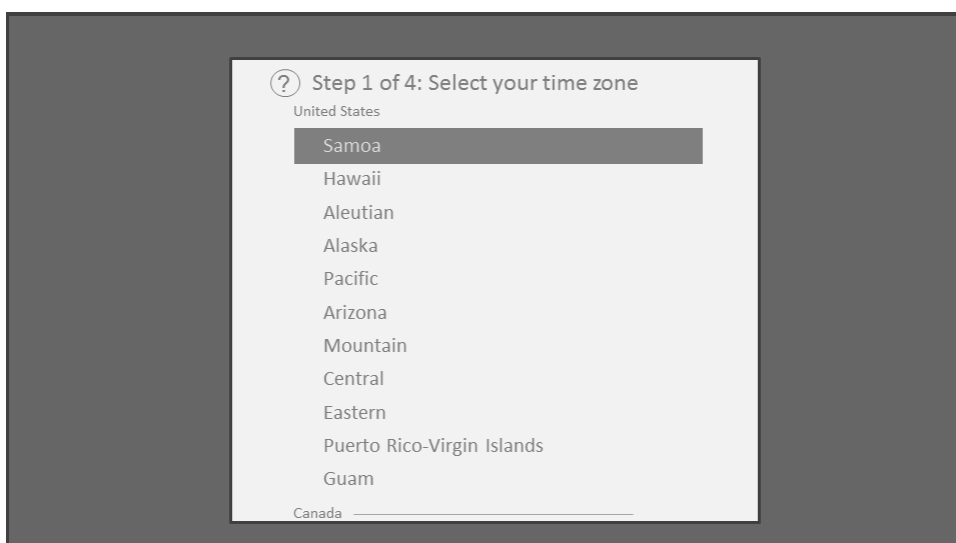 ? Step 1 of 4: Select your time zone
United States
Samoa
Hawaii
Aleutian
Alaska
Pacific
Arizona
Mountain
Central
Eastern
Puerto Rico-Virgin Islands
Guam
Canada